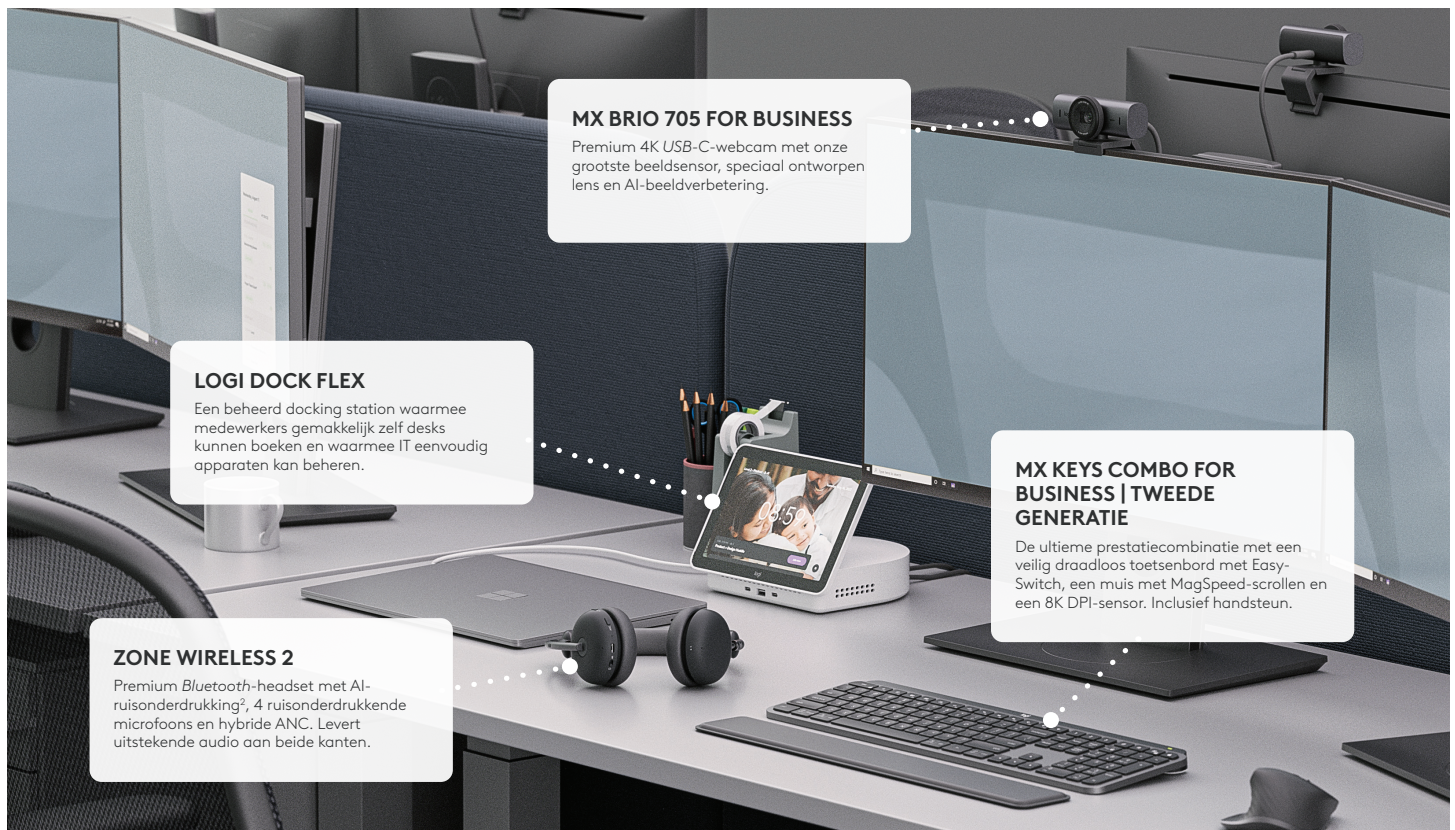 MX BRIO 705 FOR BUSINESS
Premium 4K USB-C-webcam met onze
grootste beeldsensor, speciaal ontworpen
lens en AI-beeldverbetering.
LOGI DOCK FLEX
Een beheerd docking station waarmee
medewerkers gemakkelijk zelf desks
kunnen boeken en waarmee IT eenvoudig
apparaten kan beheren.
08:59
MX KEYS COMBO FOR
BUSINESS | TWEEDE
GENERATIE
De ultieme prestatiecombinatie met een
veilig draadloos toetsenbord met Easy-
Switch, een muis met MagSpeed-scrollen en
een 8K DPI-sensor. Inclusief handsteun.
ZONE WIRELESS 2
Premium Bluetooth-headset met AI-
ruisonderdrukking², 4 ruisonderdrukkende
microfoons en hybride ANC. Levert
uitstekende audio aan beide kanten.